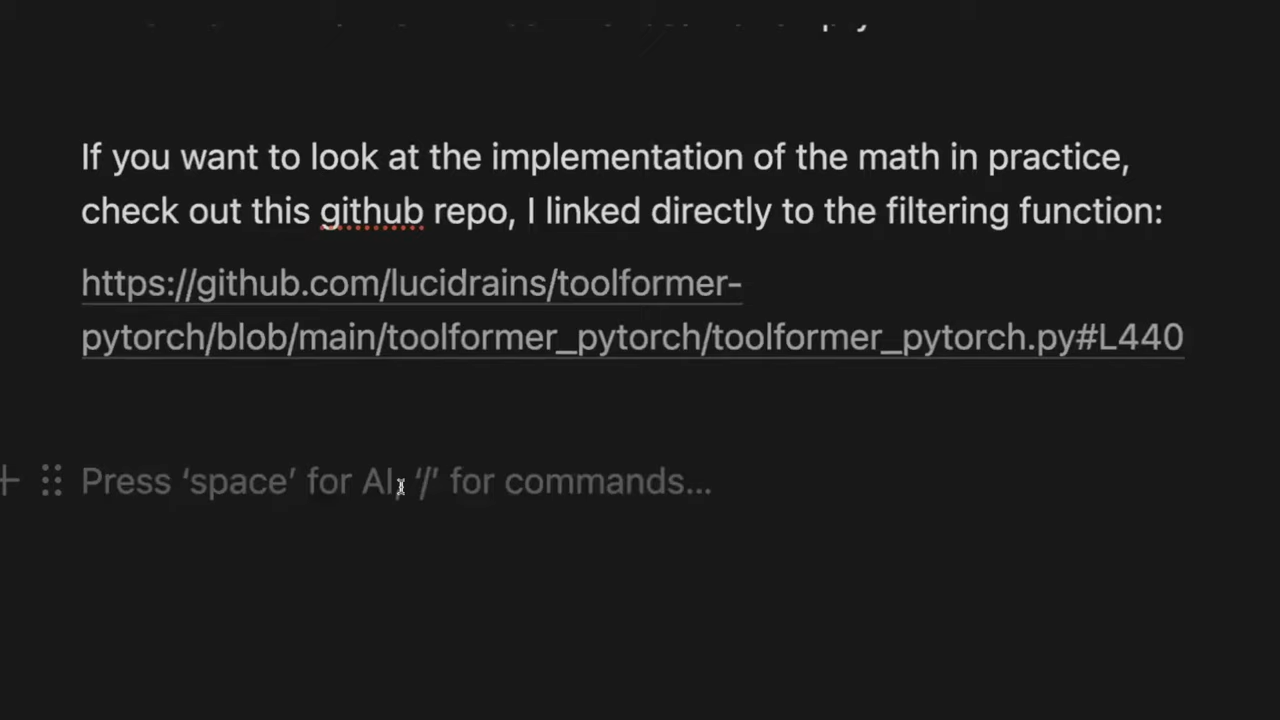 If you want to look at the implementation of the math in practice,
check out this github repo, I linked directly to the filtering function:
https://github.com/lucidrains/toolformer-
pytorch/blob/main/toolformer_pytorch/toolformer_pytorch.py#L440
Press ‘space’ for AI, ‘/’ for commands...